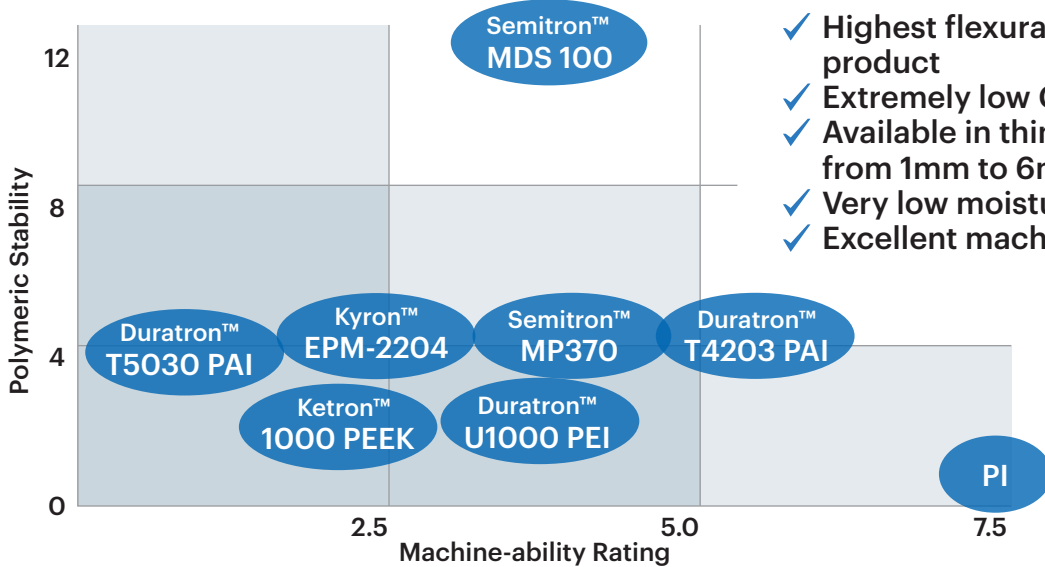 Semitron™
MDS 100
12
8
4
0
Polymeric Stability
Duratron™
T5030 PAI
Kyron™
EPM-2204
Semitron™
MP370
Duratron™
T4203 PAI
Ketron™
1000 PEEK
Duratron™
U1000 PEI
PI
2.5
5.0
7.5
Machine-ability Rating
✓ Highest flexura
product
✓ Extremely low
✓ Available in thin
from 1mm to 6
✓ Very low moistu
✓ Excellent mach